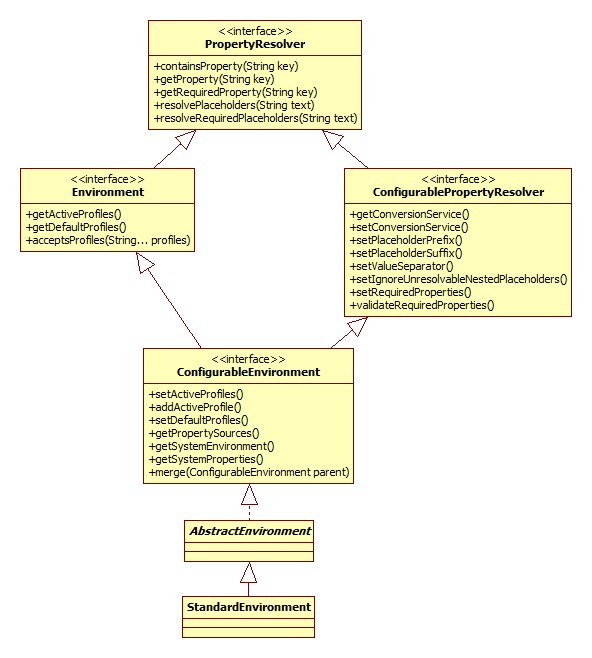 <<interface>>
PropertyResolver
+containsProperty(String key)
+getProperty(String key)
+getRequiredProperty(String key)
+resolvePlaceholders(String text)
+resolveRequiredPlaceholders(String text)
<<interface>>
Environment
+getActiveProfiles()
+getDefaultProfiles()
+acceptsProfiles(String... profiles)
<<interface>>
ConfigurablePropertyResolver
+getConversionService()
+setConversionService()
+setPlaceholderPrefix()
+setPlaceholderSuffix()
+setValueSeparator()
+setIgnoreUnresolvableNestedPlaceholders()
+setRequiredProperties()
+validateRequiredProperties()
<<interface>>
ConfigurableEnvironment
+setActiveProfiles()
+addActiveProfile()
+setDefaultProfiles()
+getPropertySources()
+getSystemEnvironment()
+getSystemProperties()
+merge(ConfigurableEnvironment parent)
AbstractEnvironment
StandardEnvironment